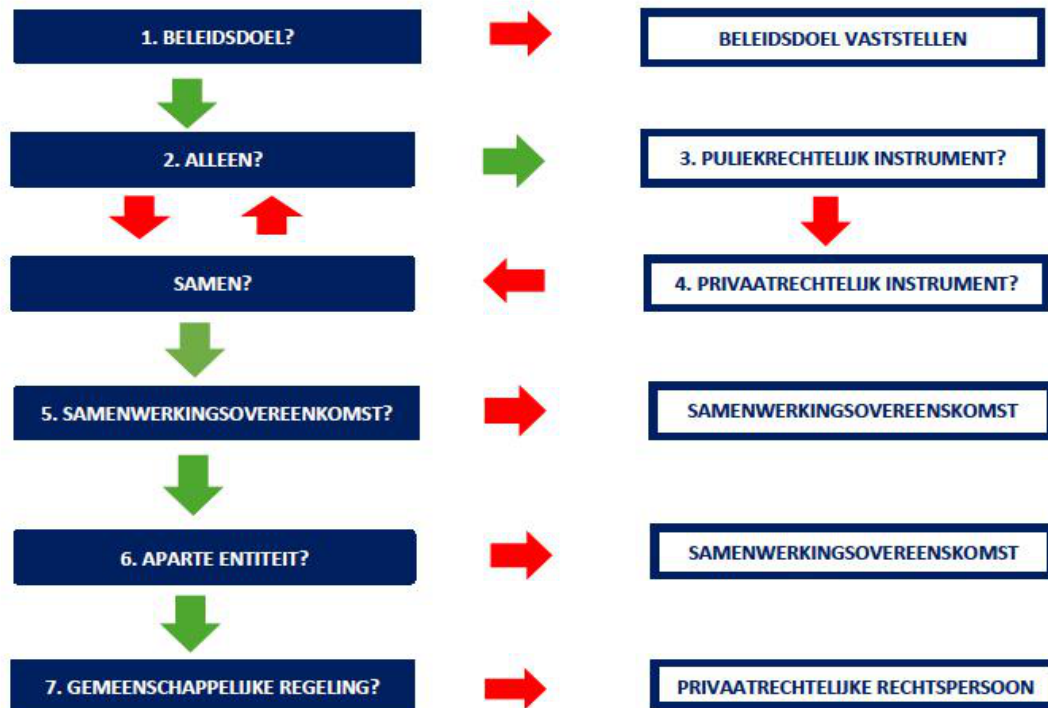 1. BELEIDSDOEL?
BELEIDSDOEL VASTSTELLEN
2. ALLEEN?
3. PULIEKRECHTELIJK INSTRUMENT?
SAMEN?
4. PRIVAATRECHTELIJK INSTRUMENT?
5. SAMENWERKINGSOVEREENKOMST?
SAMENWERKINGSOVEREENSKOMST
6. APARTE ENTITEIT?
SAMENWERKINGSOVEREENSKOMST
7. GEMEENSCHAPPELIJKE REGELING?
PRIVAATRECHTELIJKE RECHTSPERSOON